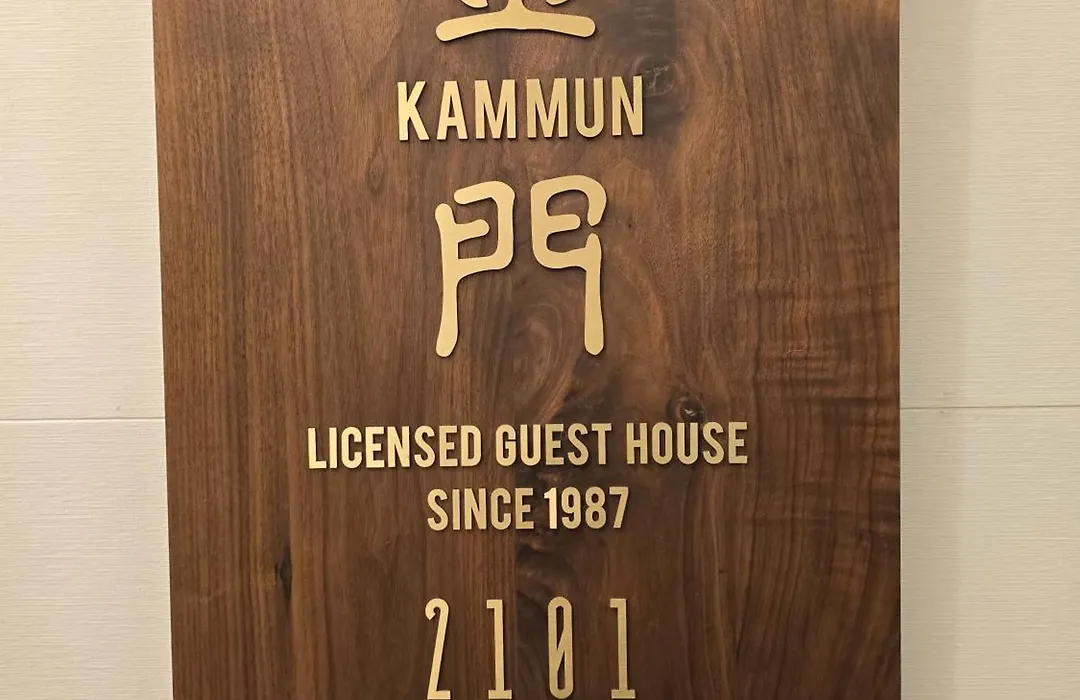 KAMMUN
門
LICENSED GUEST HOUSE
SINCE 1987
2101